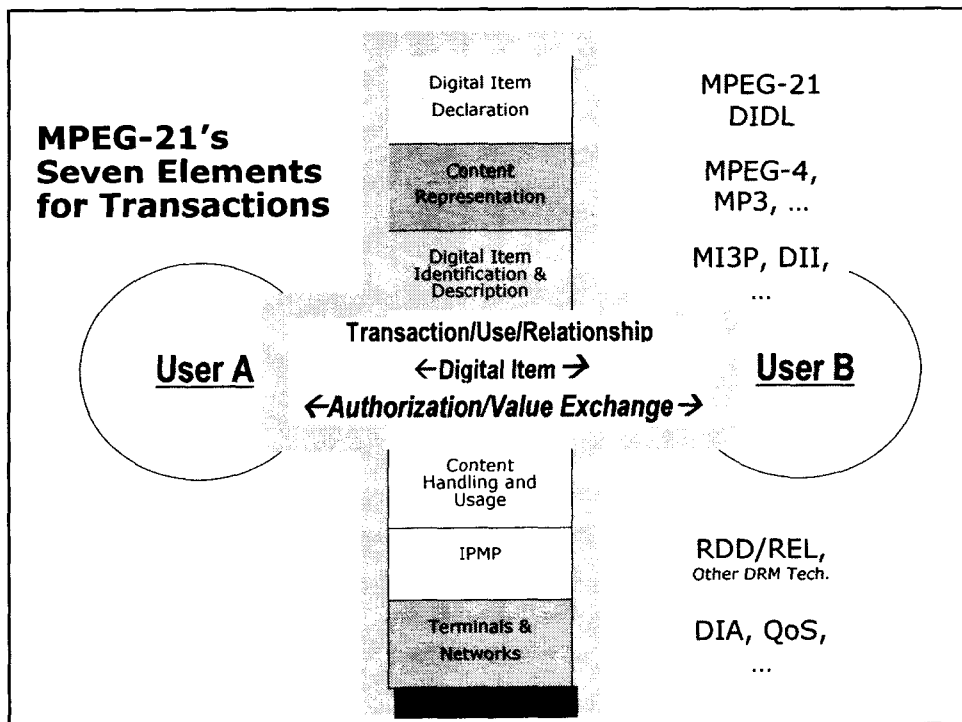 MPEG-21's
Seven Elements
for Transactions
Digital Item
Declaration
MPEG-21
DIDL
Content
Representation
MPEG-4,
MP3, ...
Digital Item
Identification &
Description
MI3P, DII,
...
Transaction/Use/Relationship
User A
←Digital Item →
User B
←Authorization/Value Exchange→
Content
Handling and
Usage
IPMP
RDD/REL,
Other DRM Tech.
Terminals &
Networks
DIA, QoS,
...